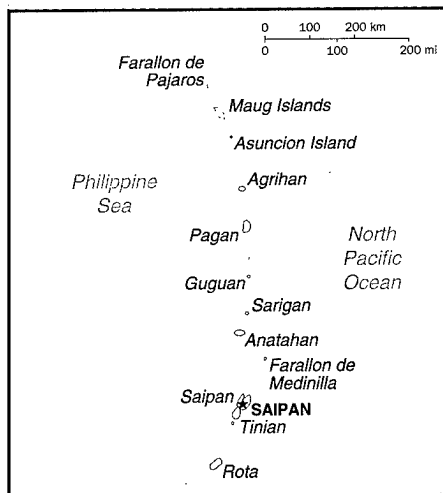 0 100 200 km
0 100 200 mi
Farallon de
Pajaros
Maug Islands
Asuncion Island
Philippine
Sea
Agrihan
Pagan
North
Pacific
Ocean
Guguan
Sarigan
Anatahan
Farallon de
Medinilla
Saipan
SAIPAN
Tinian
Rota